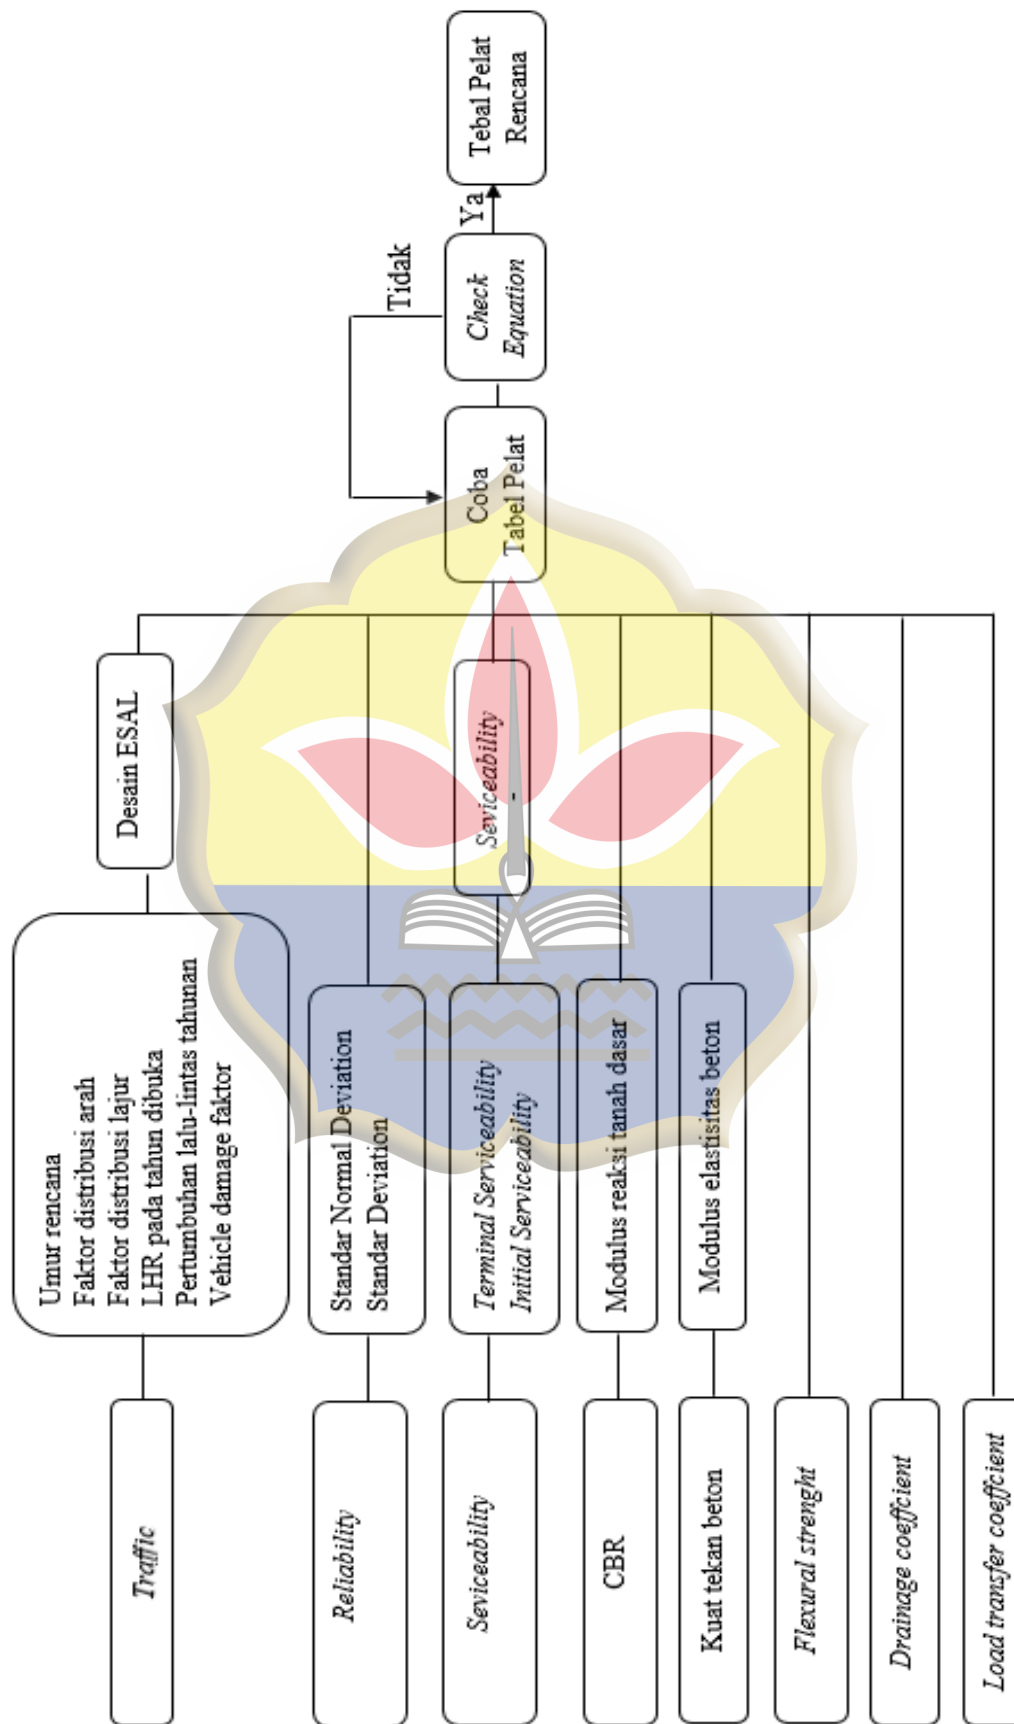 Traffic
Umur rencana
Faktor distribusi arah
Faktor distribusi lajur
LHR pada tahun dibuka
Pertumbuhan lalu-lintas tahunan
Vehicle damage faktor
Desain ESAL
Reliability
Standar Normal Deviation
Standar Deviation
Seviceability
Terminal Serviceability
Initial Serviceability
Seviceability
CBR
Modulus reaksi tanah dasar
Kuat tekan beton
Modulus elastisitas beton
Flexural strenght
Drainage coeffcient
Load transfer coeffcient
Coba
Tabel Pelat
Check
Equation
Tidak
Ya
Tebal Pelat
Rencana